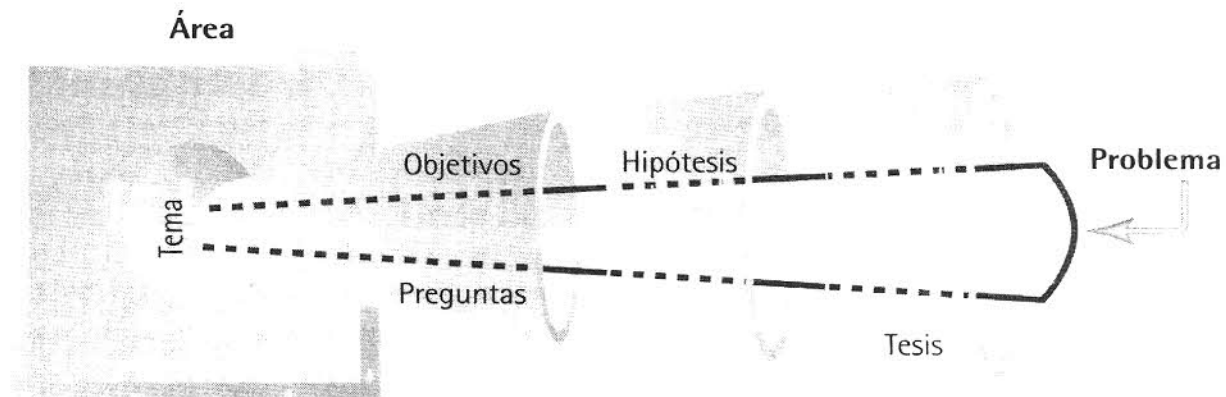 Área
Objetivos
Hipótesis
Problema
Tema
Preguntas
Tesis